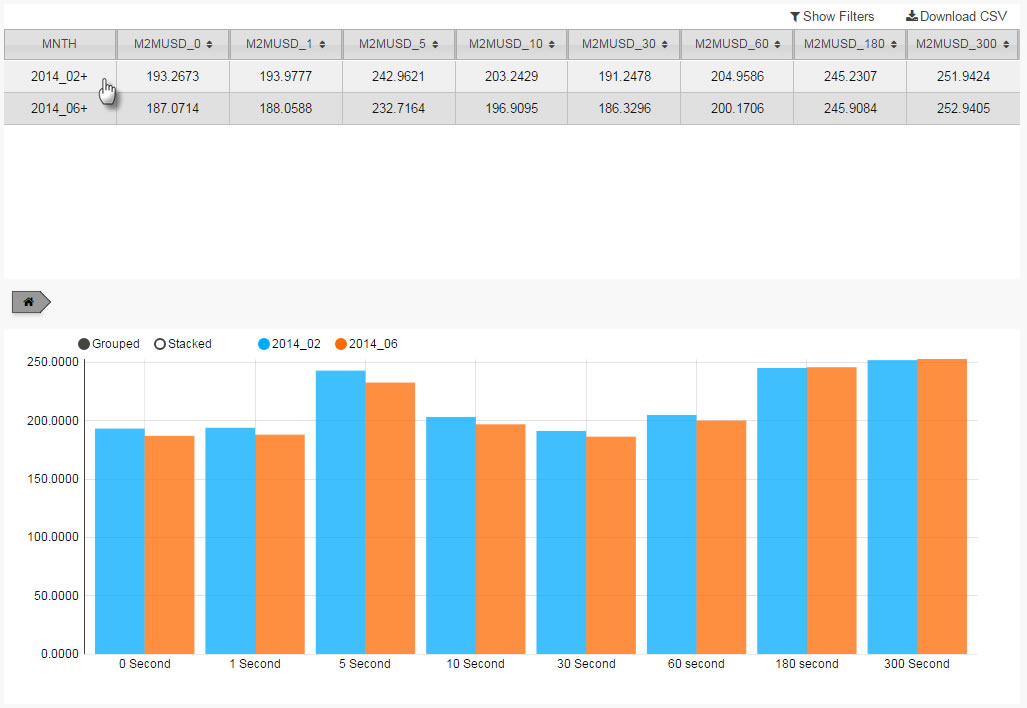 Show Filters Download CSV
MNTH M2MUSD_0 M2MUSD_1 M2MUSD_5 M2MUSD_10 M2MUSD_30 M2MUSD_60 M2MUSD_180 M2MUSD_300
2014_02+ 193.2673 193.9777 242.9621 203.2429 191.2478 204.9586 245.2307 251.9424
2014_06+ 187.0714 188.0588 232.7164 196.9095 186.3296 200.1706 245.9084 252.9405
Grouped Stacked 2014_02 2014_06
250.0000
200.0000
150.0000
100.0000
50.0000
0.0000
0 Second 1 Second 5 Second 10 Second 30 Second 60 second 180 second 300 Second